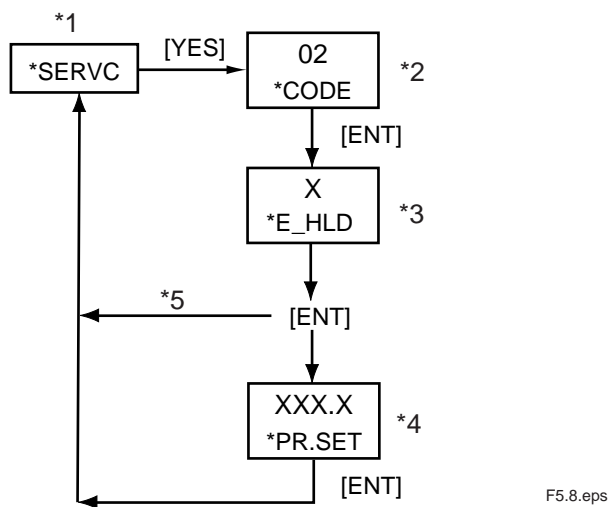 *1
[YES]
*SERVC
02
*CODE
*2
[ENT]
X
*E_HLD
*3
*5
[ENT]
XXX.X
*PR.SET
*4
[ENT]
F5.8.eps